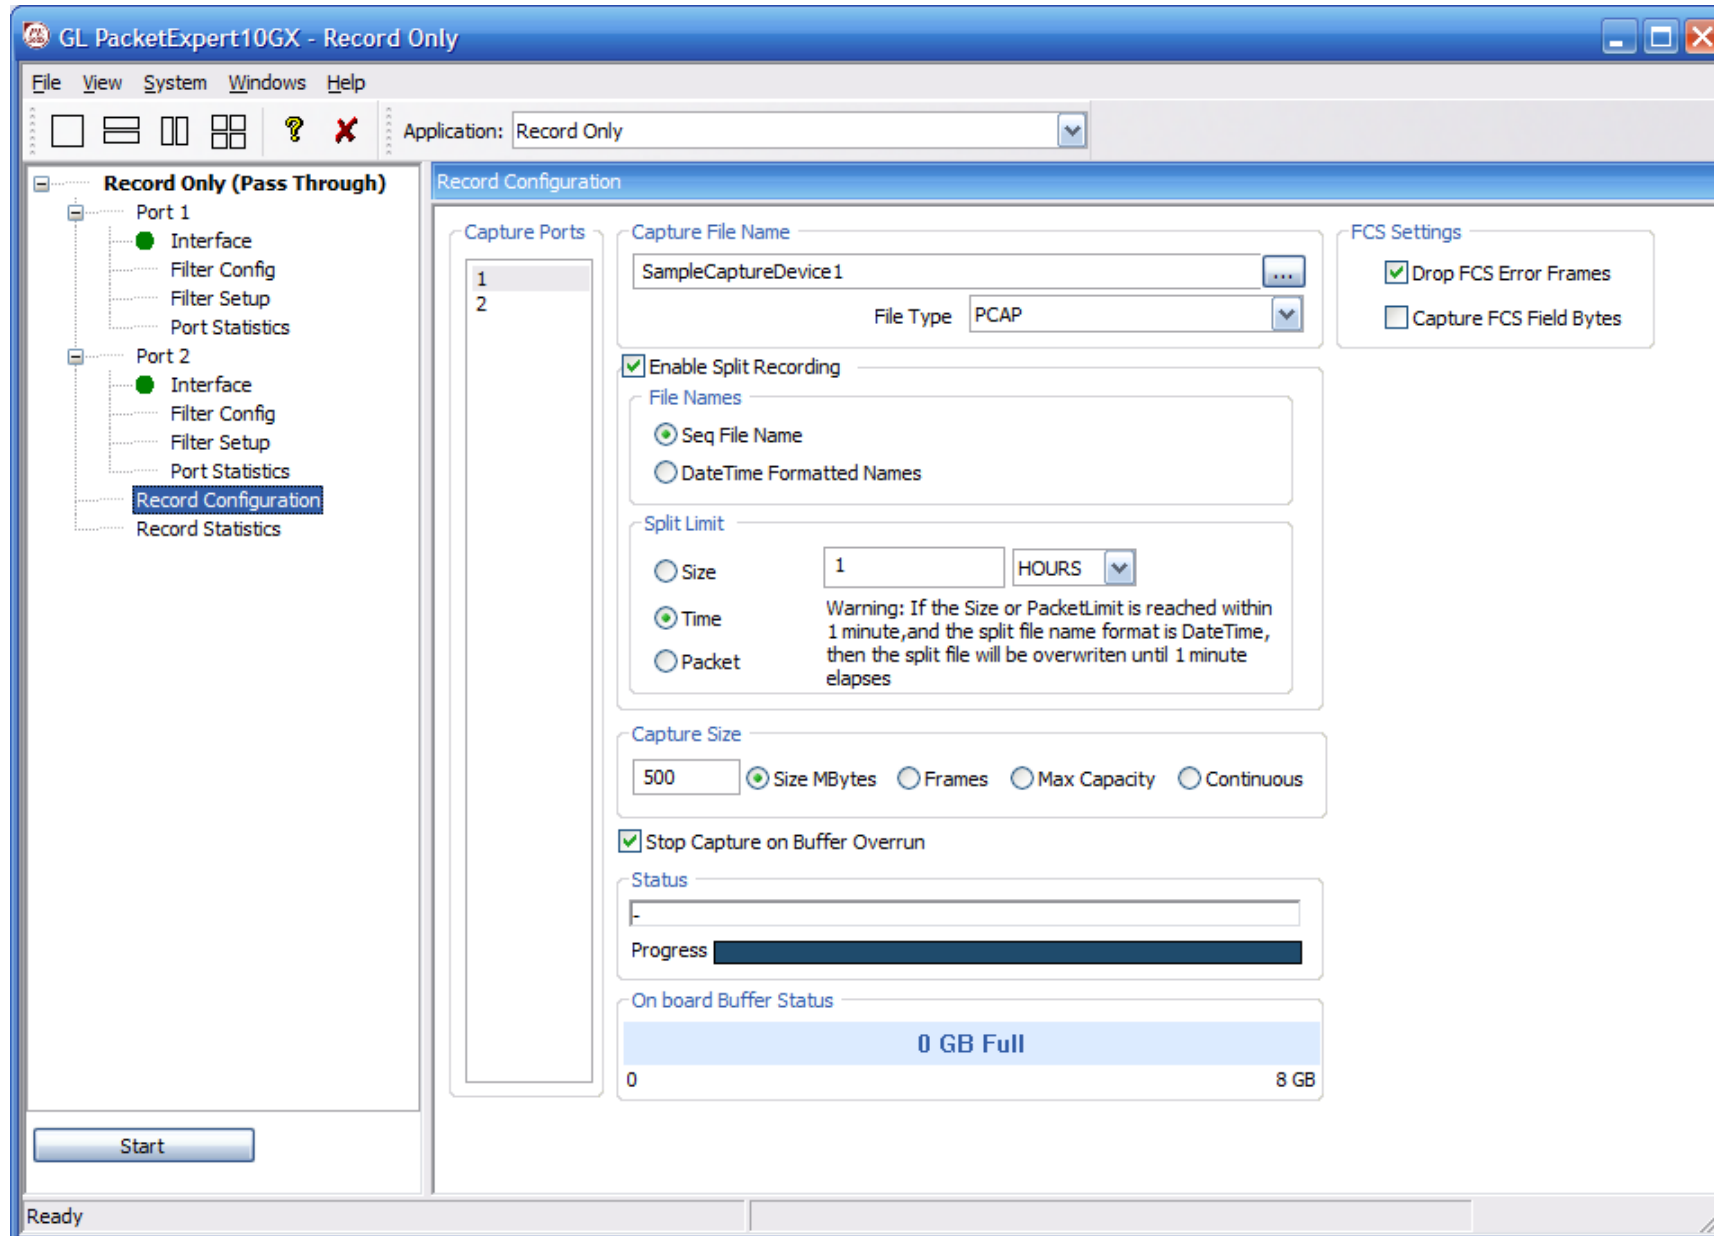 GL PacketExpert10GX - Record Only
File View System Windows Help
Application: Record Only
Record Only (Pass Through)
Port 1
Interface
Filter Config
Filter Setup
Port Statistics
Port 2
Interface
Filter Config
Filter Setup
Port Statistics
Record Configuration
Record Statistics
Start
Record Configuration
Capture Ports
1
2
Capture File Name
SampleCaptureDevice1
...
File Type PCAP
FCS Settings
Drop FCS Error Frames
Capture FCS Field Bytes
Enable Split Recording
File Names
Seq File Name
DateTime Formatted Names
Split Limit
Size
1 HOURS
Time
Packet
Warning: If the Size or PacketLimit is reached within
1 minute,and the split file name format is DateTime,
then the split file will be overwriten until 1 minute
elapses
Capture Size
500 Size MBytes Frames Max Capacity Continuous
Stop Capture on Buffer Overrun
Status
-
Progress
On board Buffer Status
0 GB Full
0 8 GB
Ready